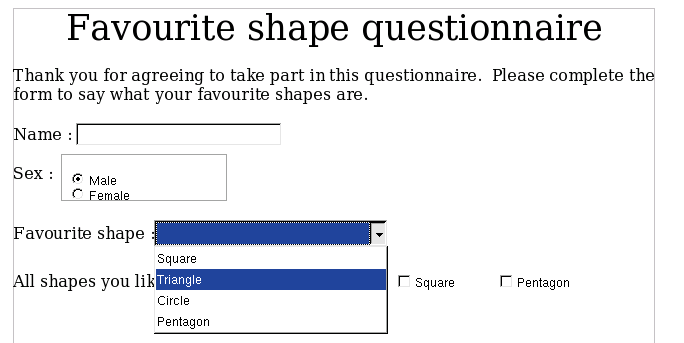 Favourite shape questionnaire
Thank you for agreeing to take part in this questionnaire. Please complete the
form to say what your favourite shapes are.
Name :
Sex :
Male
Female
Favourite shape :
Square
Triangle
Circle
Pentagon
All shapes you lik
Square
Pentagon